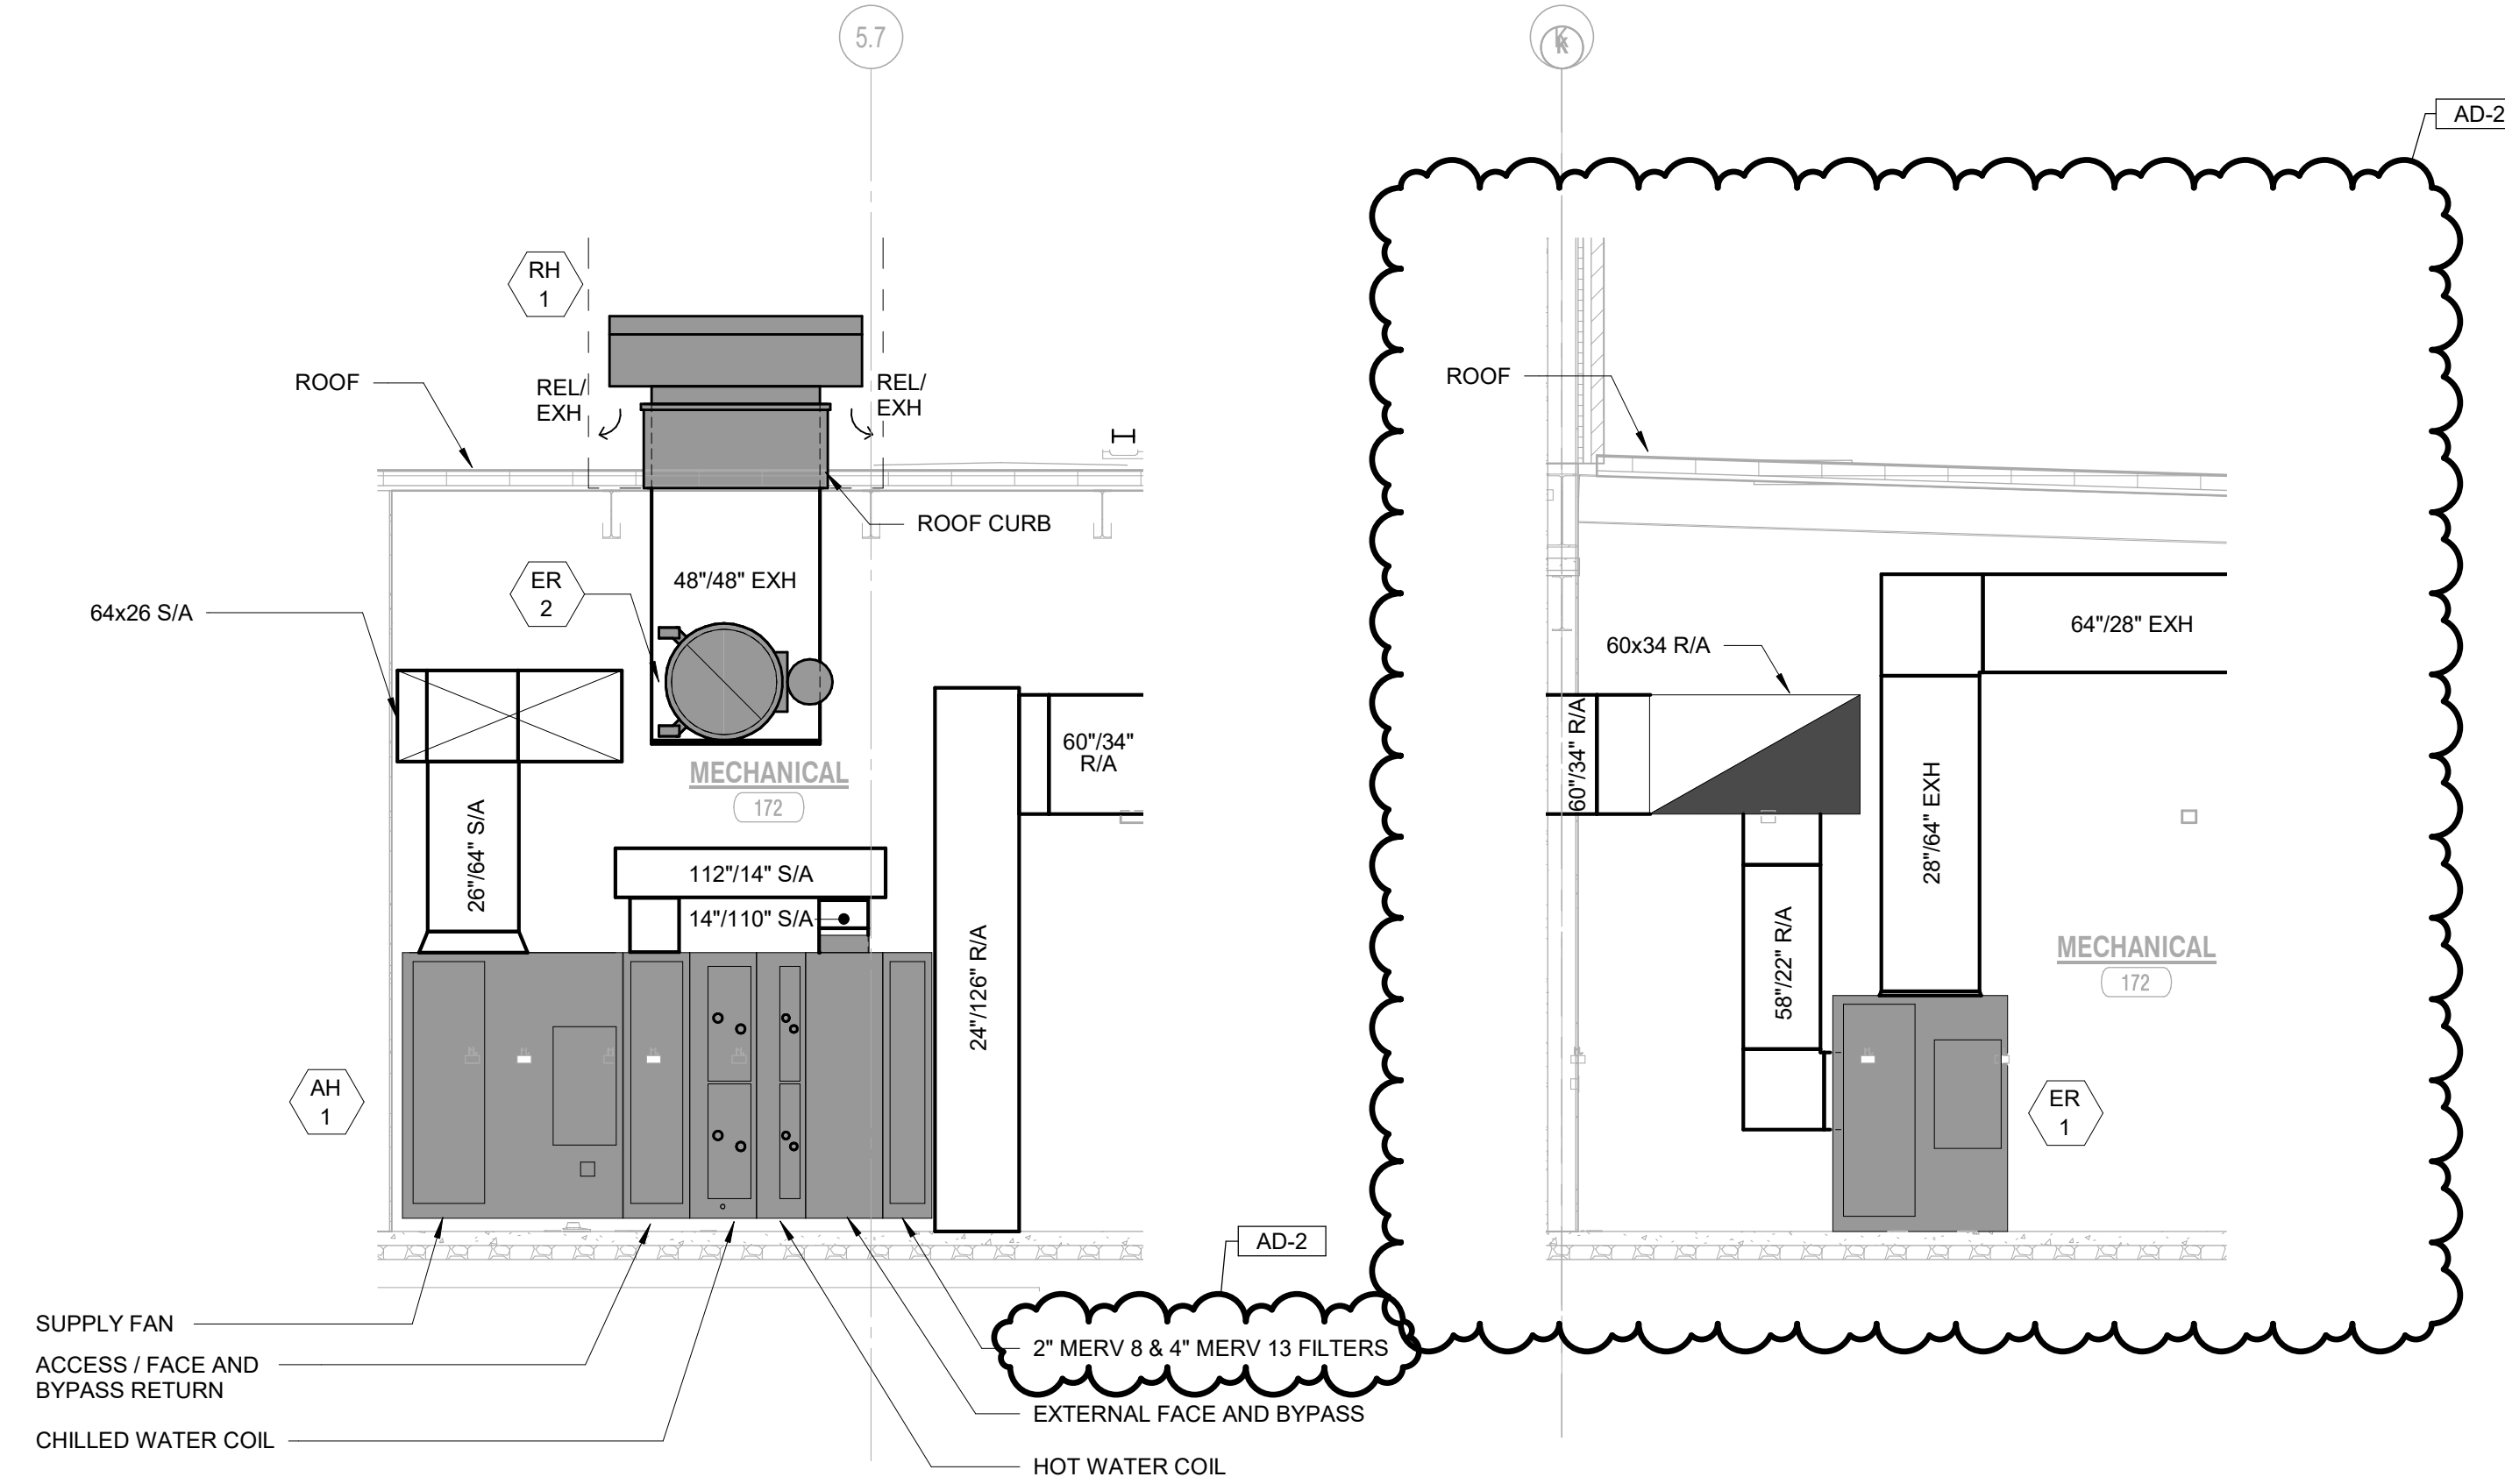 5.7
K
K
AD-2
RH
1
ROOF
REL/
EXH
REL/
EXH
ROOF
ROOF CURB
48"/48" EXH
ER
2
64x26 S/A
64"/28" EXH
60x34 R/A
60"/34"
R/A
60"/34" R/A
MECHANICAL
172
26"/64" S/A
28"/64" EXH
112"/14" S/A
14"/110" S/A
24"/126" R/A
58"/22" R/A
MECHANICAL
172
AH
1
ER
1
AD-2
SUPPLY FAN
2" MERV 8 & 4" MERV 13 FILTERS
ACCESS / FACE AND
BYPASS RETURN
EXTERNAL FACE AND BYPASS
CHILLED WATER COIL
HOT WATER COIL